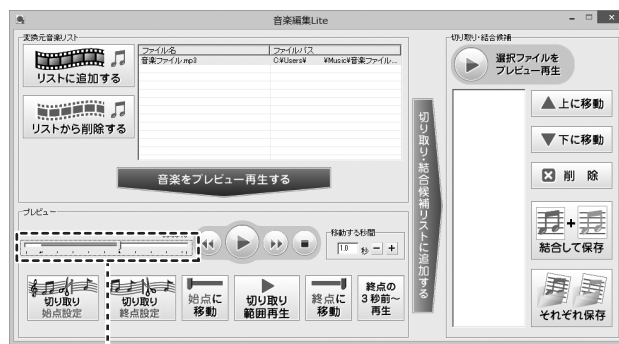 音楽編集Lite
変換元音楽リスト
リストに追加する
リストから削除する
ファイル名 ファイルパス
音楽ファイル.mp3 C:¥Users¥ ¥Music¥音楽ファイル...
音楽をプレビュー再生する
プレビュー
移動する秒間
1.0 秒
切り取り
始点設定
切り取り
終点設定
始点に
移動
切り取り
範囲再生
終点に
移動
終点の
3秒前～
再生
切り取り・結合候補リストに追加する
切り取り・結合候補
選択ファイルを
プレビュー再生
上に移動
下に移動
削 除
結合して保存
それぞれ保存